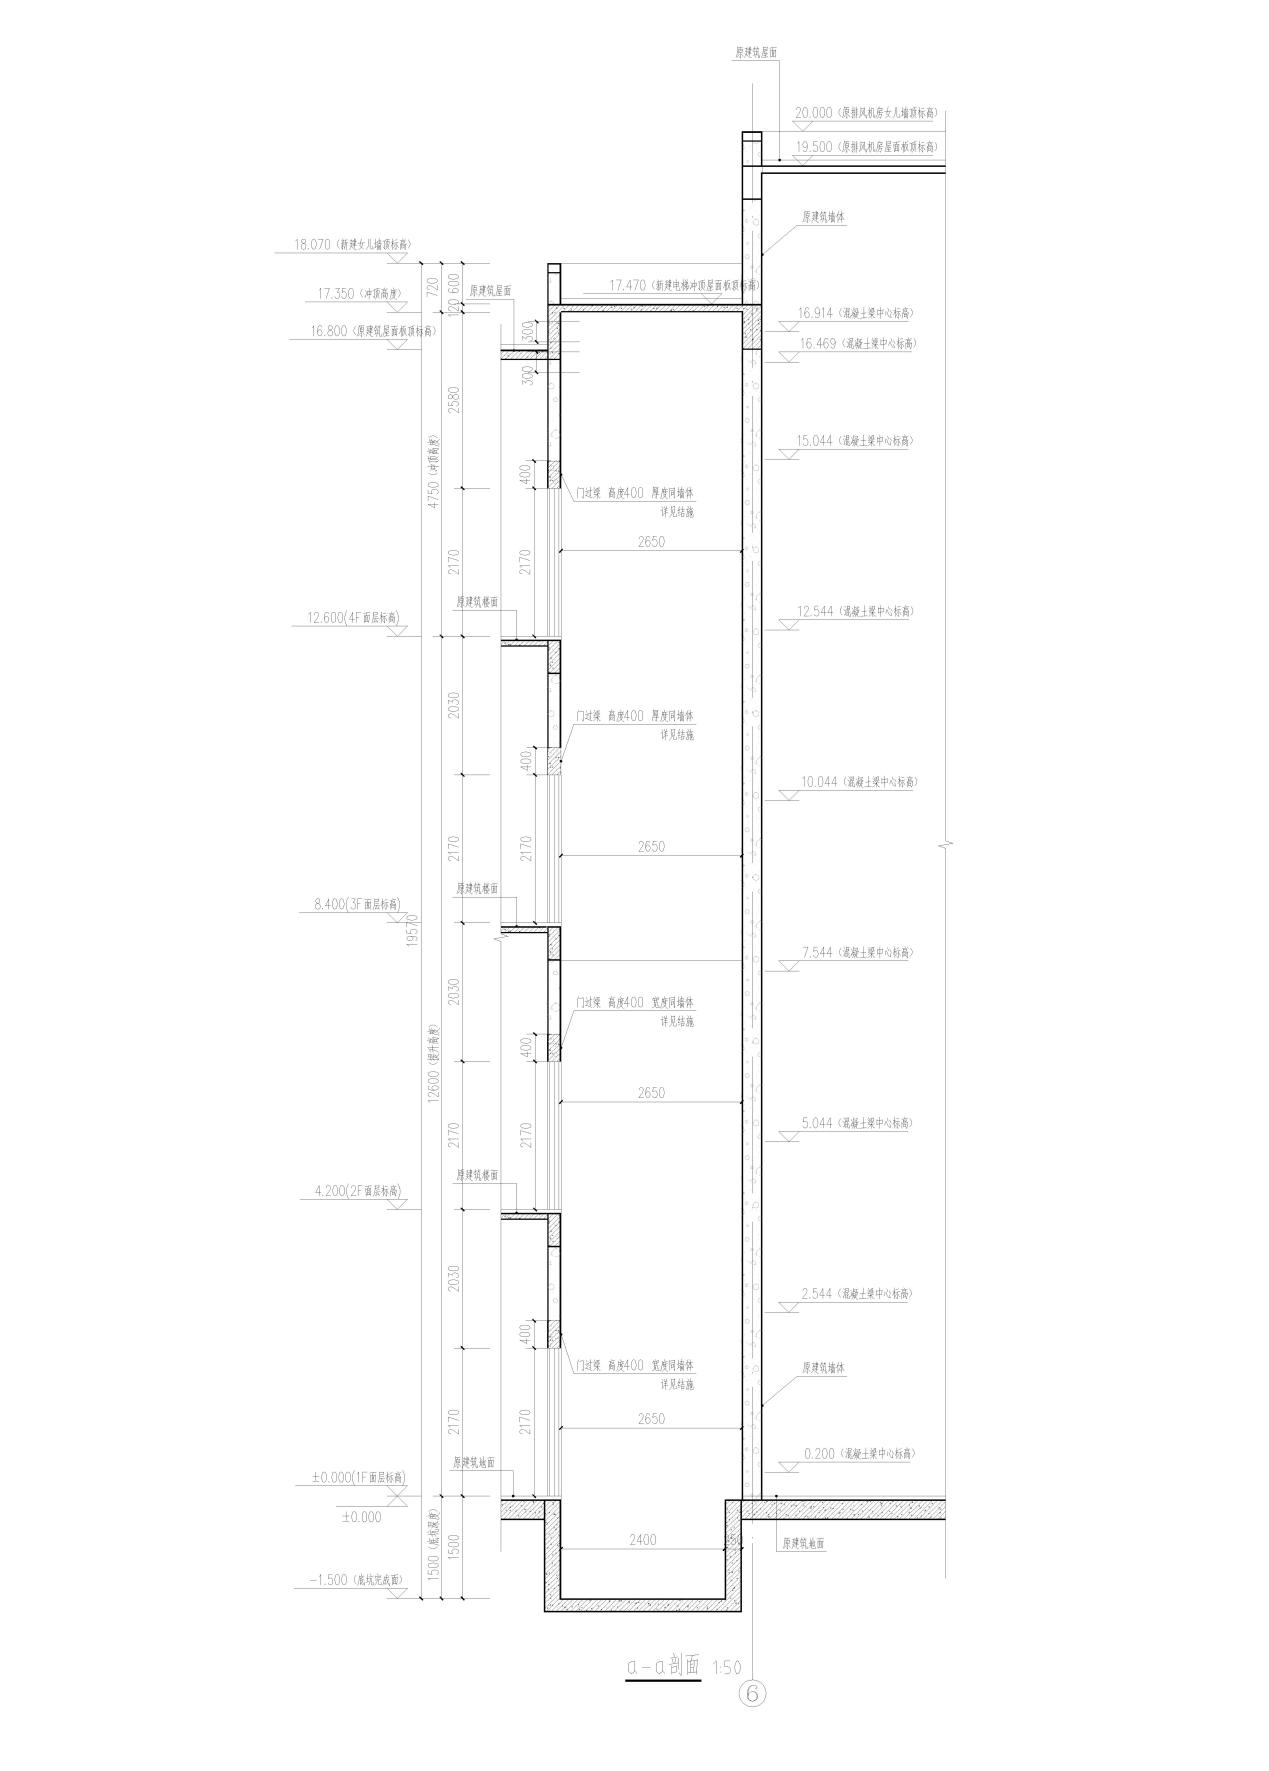 原建筑屋面
20.000（原排风机房女儿墙顶标高）
19.500（原排风机房屋面板顶标高）
原建筑墙体
18.070（新建女儿墙顶标高）
17.470（新建电梯冲顶屋面板顶标高）
17.350（冲顶高度）
原建筑屋面
720
600
120
16.914（混凝土梁中心标高）
16.800（原建筑屋面板顶标高）
300
16.469（混凝土梁中心标高）
300
2580
15.044（混凝土梁中心标高）
4750（冲顶高度）
400
门过梁 高度400 厚度同墙体
详见结施
2650
2170
2170
原建筑楼面
12.600(4F面层标高)
12.544（混凝土梁中心标高）
2030
门过梁 高度400 厚度同墙体
详见结施
400
10.044（混凝土梁中心标高）
2170
2170
2650
原建筑楼面
8.400(3F面层标高)
19570
7.544（混凝土梁中心标高）
2030
门过梁 高度400 宽度同墙体
详见结施
400
12600（提升高度）
2650
2170
2170
5.044（混凝土梁中心标高）
原建筑楼面
4.200(2F面层标高)
2030
2.544（混凝土梁中心标高）
400
门过梁 高度400 宽度同墙体
详见结施
原建筑墙体
2650
2170
2170
0.200（混凝土梁中心标高）
原建筑地面
±0.000(1F面层标高)
±0.000
1500（底坑深度）
1500
2400
原建筑地面
-1.500（底坑完成面）
a-a剖面 1:50
6